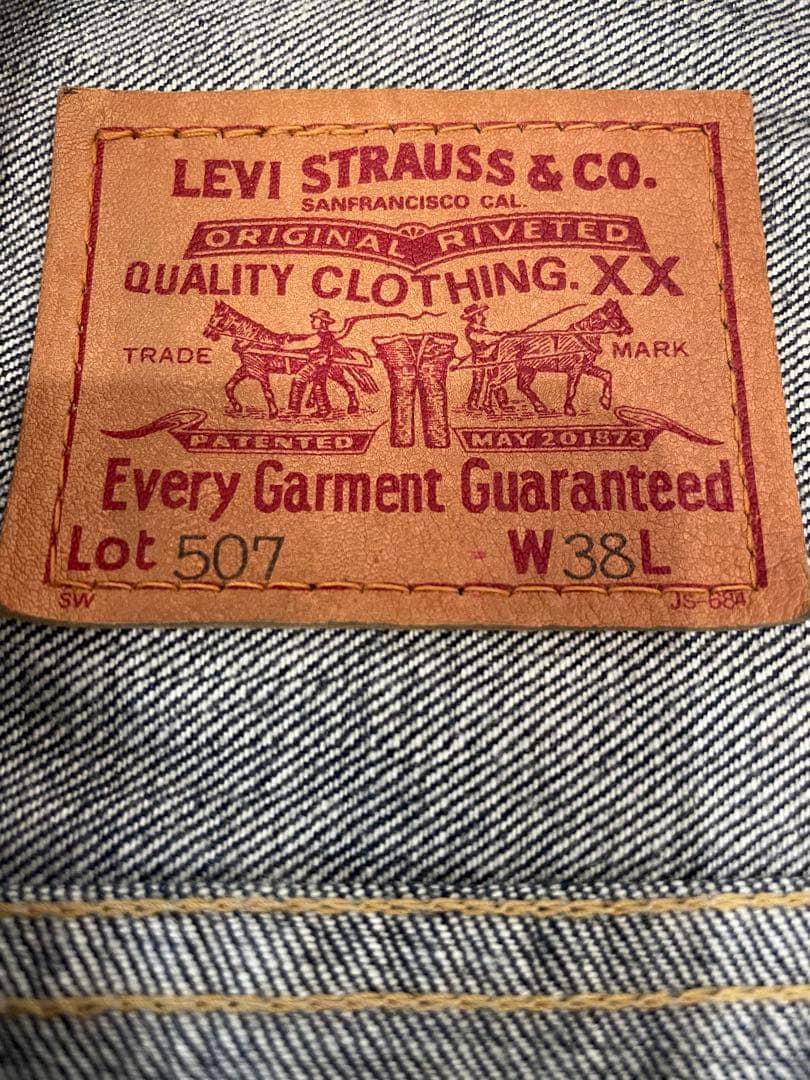 LEVI STRAUSS & CO.
SANFRANCISCO CAL.
ORIGINAL RIVETED
QUALITY CLOTHING. XX
TRADE MARK
PATENTED MAY 20 1873
Every Garment Guaranteed
Lot 507 W 38 L
SW JS-684